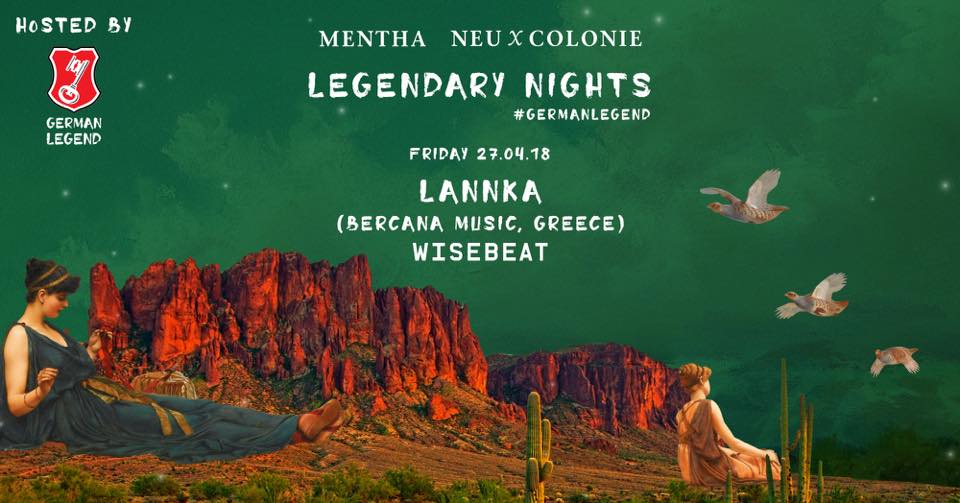 HOSTED BY
GERMAN
LEGEND
MENTHA NEU X COLONIE
LEGENDARY NIGHTS
#GERMANLEGEND
FRIDAY 27.04.18
LANNKA
(BERCANA MUSIC, GREECE)
WISEBEAT